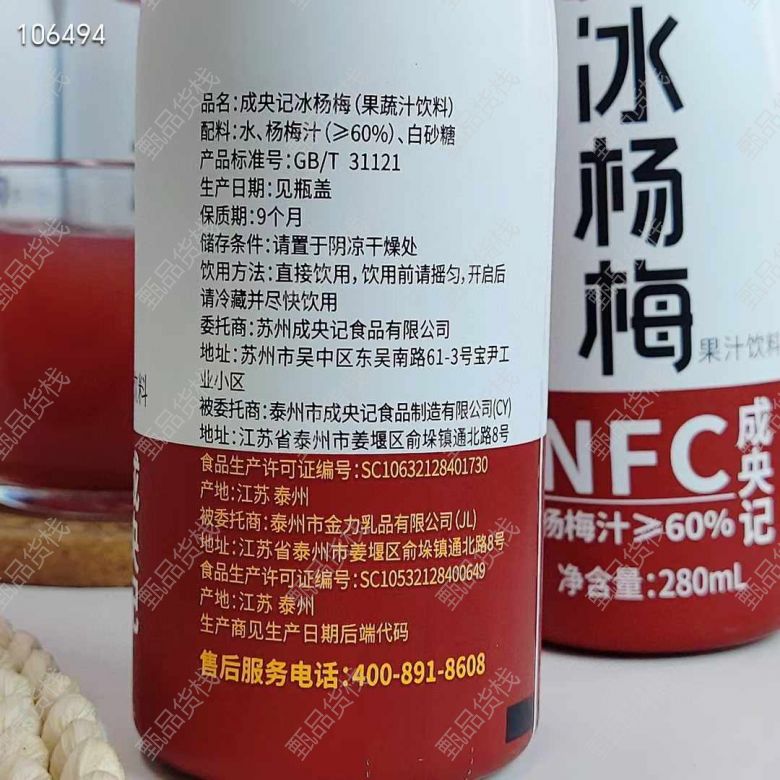 106494
品名:成央记冰杨梅(果蔬汁饮料)
配料:水、杨梅汁(≥60%)、白砂糖
产品标准号:GB/T 31121
生产日期:见瓶盖
保质期:9个月
储存条件:请置于阴凉干燥处
饮用方法:直接饮用,饮用前请摇匀,开启后
请冷藏并尽快饮用
委托商:苏州成央记食品有限公司
地址:苏州市吴中区东吴南路61-3号宝尹工
业小区
被委托商:泰州市成央记食品制造有限公司(CY)
地址:江苏省泰州市姜堰区俞垛镇通北路8号
食品生产许可证编号:SC10632128401730
产地:江苏 泰州
被委托商:泰州市金力乳品有限公司(JL)
地址:江苏省泰州市姜堰区俞垛镇通北路8号
食品生产许可证编号:SC10532128400649
产地:江苏 泰州
生产商见生产日期后端代码
售后服务电话:400-891-8608
冰杨梅
果汁饮料
NFC
成央记
杨梅汁≥60%
净含量:280mL
甄品货栈